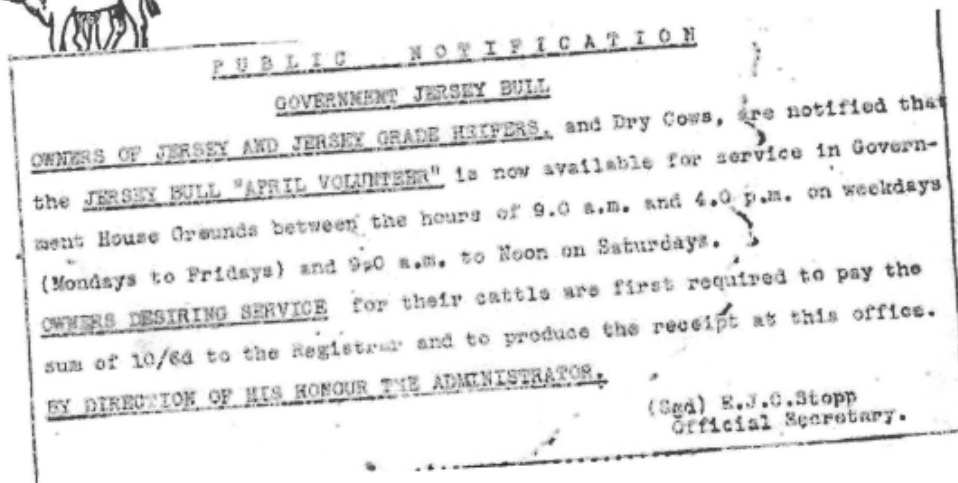 PUBLIC NOTIFICATION
GOVERNMENT JERSEY BULL
OWNERS OF JERSEY AND JERSEY GRADE HEIFERS, and Dry Cows, are notified that
the JERSEY BULL "APRIL VOLUNTEER" is now available for service in Govern-
ment House Grounds between the hours of 9.0 a.m. and 4.0 p.m. on weekdays
(Mondays to Fridays) and 9.0 a.m. to Noon on Saturdays.
OWNERS DESIRING SERVICE for their cattle are first required to pay the
sum of 10/6d to the Registrar and to produce the receipt at this office.
BY DIRECTION OF HIS HONOUR THE ADMINISTRATOR.
(Sgd) E.J.C.Stopp
Official Secretary.